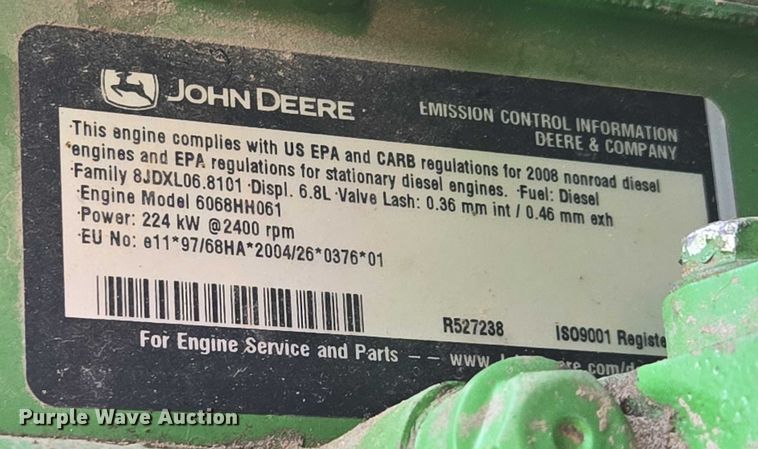 JOHN DEERE
EMISSION CONTROL INFORMATION
DEERE & COMPANY
·This engine complies with US EPA and CARB regulations for 2008 nonroad diesel
engines and EPA regulations for stationary diesel engines. ·Fuel: Diesel
·Family 8JDXL06.8101 ·Displ. 6.8L ·Valve Lash: 0.36 mm int / 0.46 mm exh
·Engine Model 6068HH061
·Power: 224 kW @2400 rpm
·EU No: e11*97/68HA*2004/26*0376*01
R527238
ISO9001
For Engine Service and Parts
Purple Wave Auction